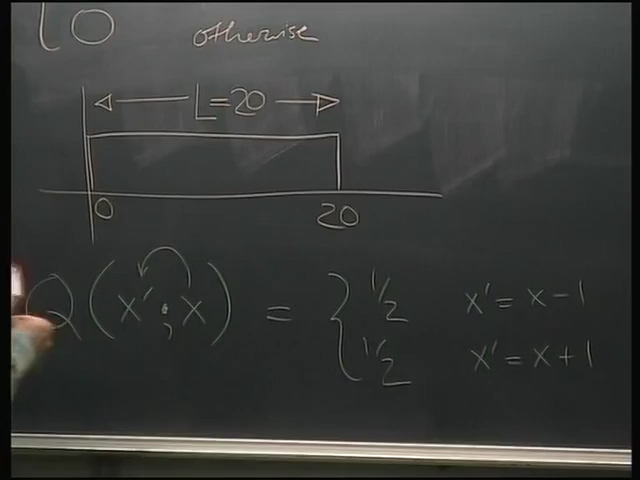 {0 otherwise
L=20
0 20
Q(x';x) = { 1/2 x'=x-1
1/2 x'=x+1